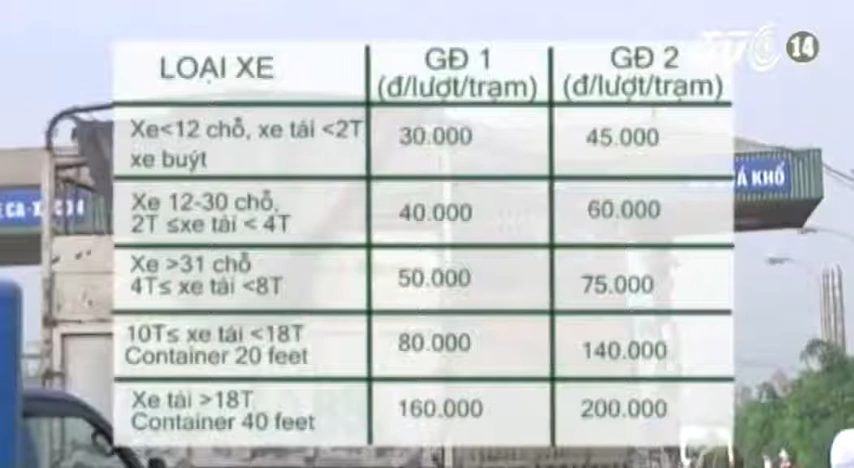 VTC 14
LOẠI XE
GĐ 1
(đ/lượt/trạm)
GĐ 2
(đ/lượt/trạm)
Xe<12 chỗ, xe tải <2T
xe buýt
30.000
45.000
Xe 12-30 chỗ,
2T ≤xe tải < 4T
40.000
60.000
Xe >31 chỗ
4T≤ xe tải <8T
50.000
75.000
10T≤ xe tải <18T
Container 20 feet
80.000
140.000
Xe tải >18T
Container 40 feet
160.000
200.000
Á KHỔ